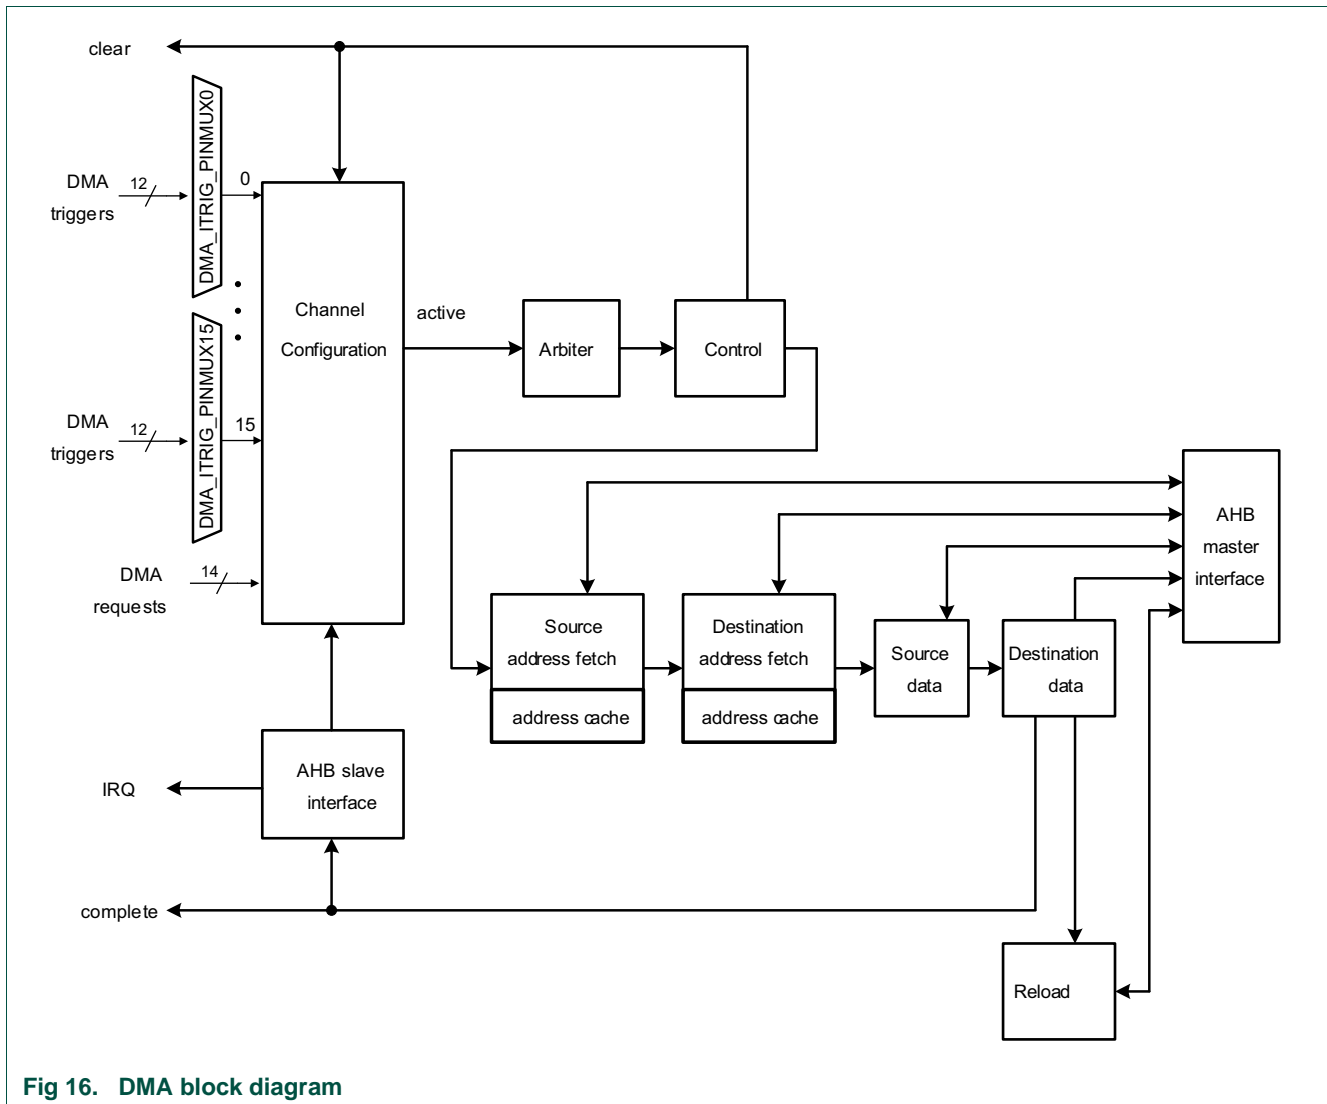 clear
DMA_ITRIG_PINMUX0
DMA
triggers
12
0
Channel
Configuration
active
Arbiter
Control
DMA_ITRIG_PINMUX15
DMA
triggers
12
15
AHB
master
interface
DMA
requests
14
Source
address fetch
address cache
Destination
address fetch
address cache
Source
data
Destination
data
AHB slave
interface
IRQ
complete
Reload
Fig 16. DMA block diagram